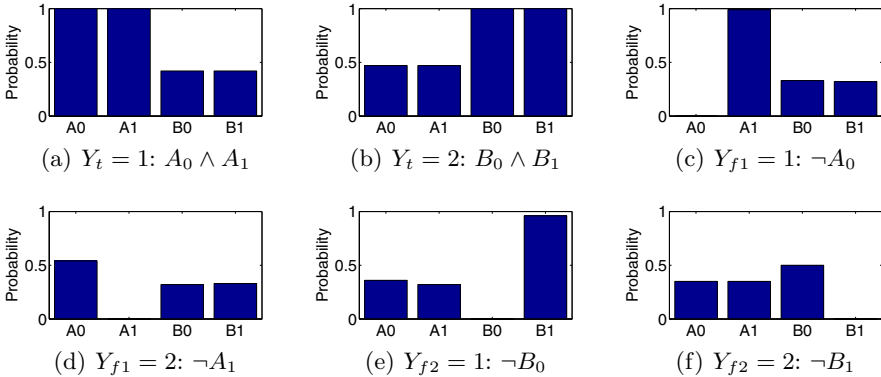 1
0.5
0
Probability
A0 A1 B0 B1
(a) Y_t = 1: A_0 ∧ A_1
1
0.5
0
Probability
A0 A1 B0 B1
(b) Y_t = 2: B_0 ∧ B_1
1
0.5
0
Probability
A0 A1 B0 B1
(c) Y_{f1} = 1: ¬A_0
1
0.5
0
Probability
A0 A1 B0 B1
(d) Y_{f1} = 2: ¬A_1
1
0.5
0
Probability
A0 A1 B0 B1
(e) Y_{f2} = 1: ¬B_0
1
0.5
0
Probability
A0 A1 B0 B1
(f) Y_{f2} = 2: ¬B_1